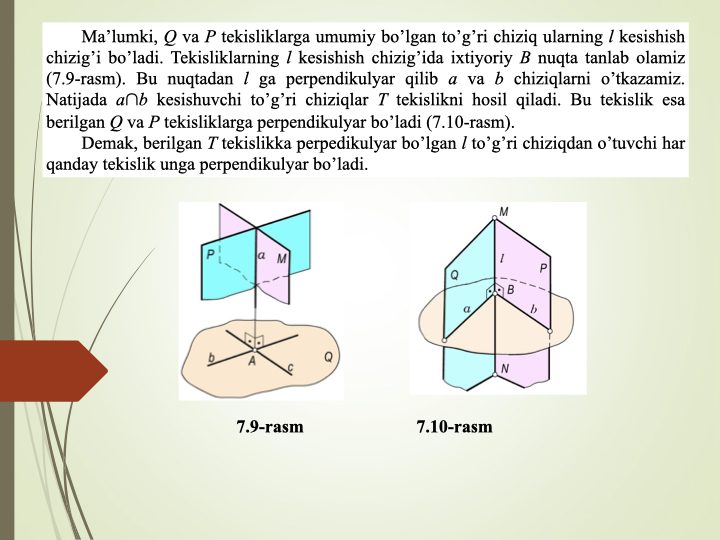 Ma’lumki, Q va P tekisliklarga umumiy bo’lgan to’g’ri chiziq ularning l kesishish
chizig’i bo’ladi. Tekisliklarning l kesishish chizig’ida ixtiyoriy B nuqta tanlab olamiz
(7.9-rasm). Bu nuqtadan l ga perpendikulyar qilib a va b chiziqlarni o’tkazamiz.
Natijada a∩b kesishuvchi to’g’ri chiziqlar T tekislikni hosil qiladi. Bu tekislik esa
berilgan Q va P tekisliklarga perpendikulyar bo’ladi (7.10-rasm).
Demak, berilgan T tekislikka perpedikulyar bo’lgan l to’g’ri chiziqdan o’tuvchi har
qanday tekislik unga perpendikulyar bo’ladi.
P a M
b A c Q
M
Q l P
B
a b
N
7.9-rasm 7.10-rasm